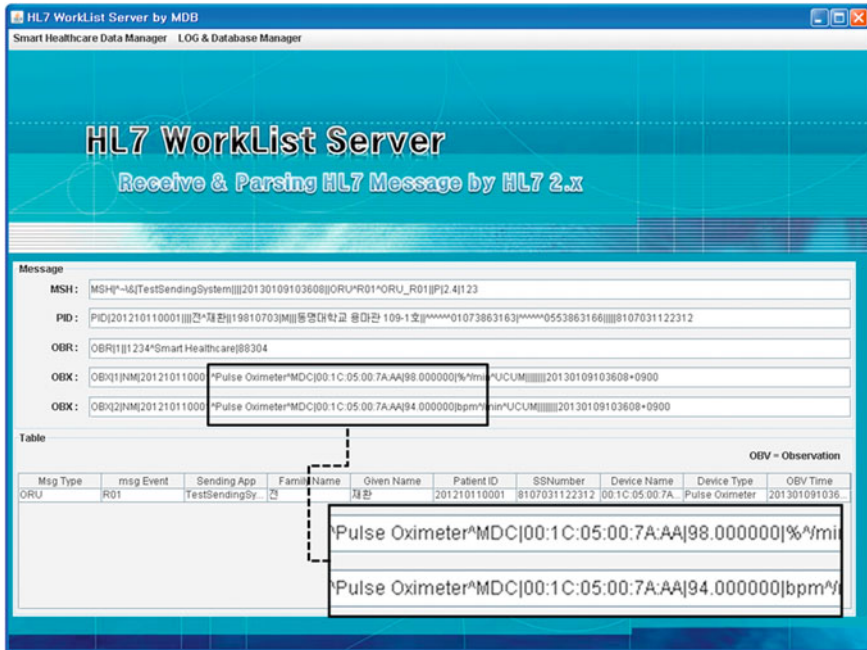 HL7 WorkList Server by MDB
Smart Healthcare Data Manager LOG & Database Manager
HL7 WorkList Server
Receive & Parsing HL7 Message by HL7 2.x
Message
MSH : MSH|^~\&|TestSendingSystem||||20130109103608||ORU^R01^ORU_R01||P|2.4|123
PID : PID|201210110001||||전^재환||19810703|M|||동명대학교 용마관 109-1호||^^^^^^01073863163|^^^^^^0553863166|||||8107031122312
OBR : OBR|1||1234^Smart Healthcare|88304
OBX : OBX|1|NM|201210110001^Pulse Oximeter^MDC|00:1C:05:00:7A:AA|98.000000|%^/min^UCUM||||||||20130109103608+0900
OBX : OBX|2|NM|201210110001^Pulse Oximeter^MDC|00:1C:05:00:7A:AA|94.000000|bpm^/min^UCUM||||||||20130109103608+0900
Table
OBV = Observation
Msg Type msg Event Sending App Family Name Given Name Patient ID SSNumber Device Name Device Type OBV Time
ORU R01 TestSendingSy... 전 재환 201210110001 8107031122312 00:1C:05:00:7A... Pulse Oximeter 201301091036...
^Pulse Oximeter^MDC|00:1C:05:00:7A:AA|98.000000|%^/min
^Pulse Oximeter^MDC|00:1C:05:00:7A:AA|94.000000|bpm^/